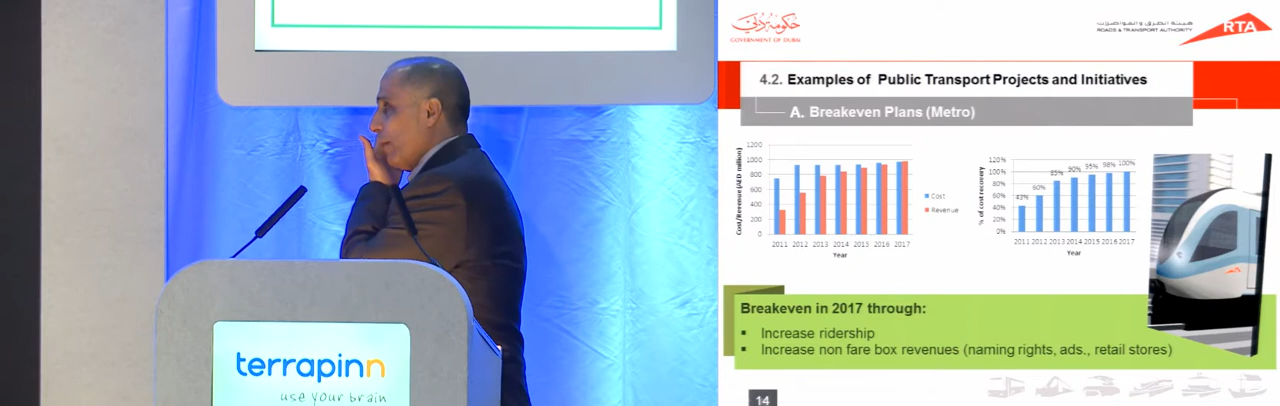 terrapinn
use your brain
حكومة دبي
GOVERNMENT OF DUBAI
هيئة الطرق والمواصلات
ROADS & TRANSPORT AUTHORITY
RTA
4.2. Examples of Public Transport Projects and Initiatives
A. Breakeven Plans (Metro)
Cost/Revenue (AED million)
1200
1000
800
600
400
200
0
2011 2012 2013 2014 2015 2016 2017
Year
Cost
Revenue
% of cost recovery
120%
100%
80%
60%
40%
20%
0%
43% 60% 85% 90% 95% 98% 100%
2011 2012 2013 2014 2015 2016 2017
Year
Breakeven in 2017 through:
▪ Increase ridership
▪ Increase non fare box revenues (naming rights, ads., retail stores)
14